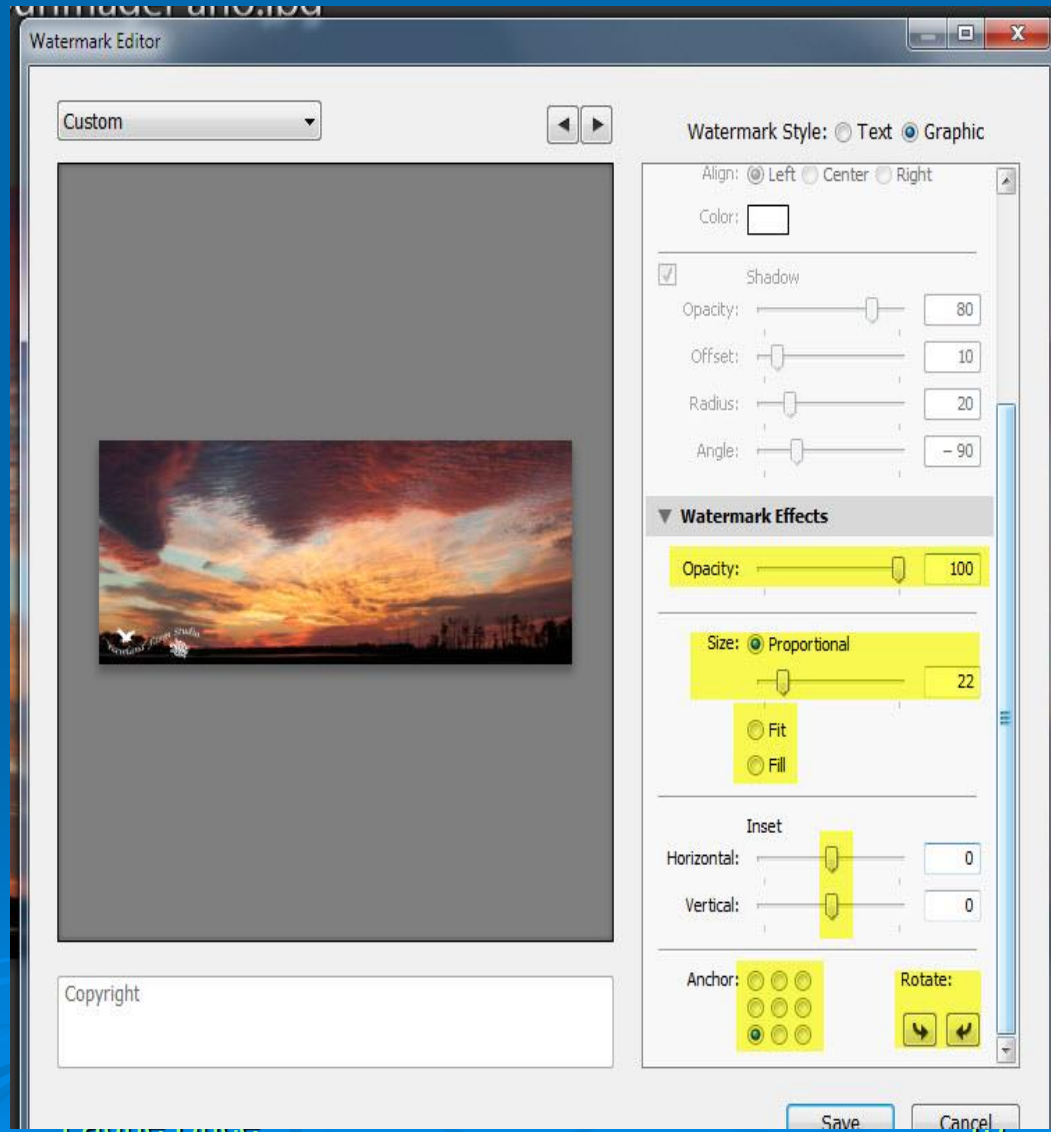 Watermark Editor
X
Custom
Watermark Style: Text Graphic
Align: Left Center Right
Color:
Shadow
Opacity: 80
Offset: 10
Radius: 20
Angle: – 90
Watermark Effects
Opacity: 100
Size: Proportional
22
Fit
Fill
Inset
Horizontal: 0
Vertical: 0
Anchor:
Rotate:
Studio
Copyright
Save Cancel